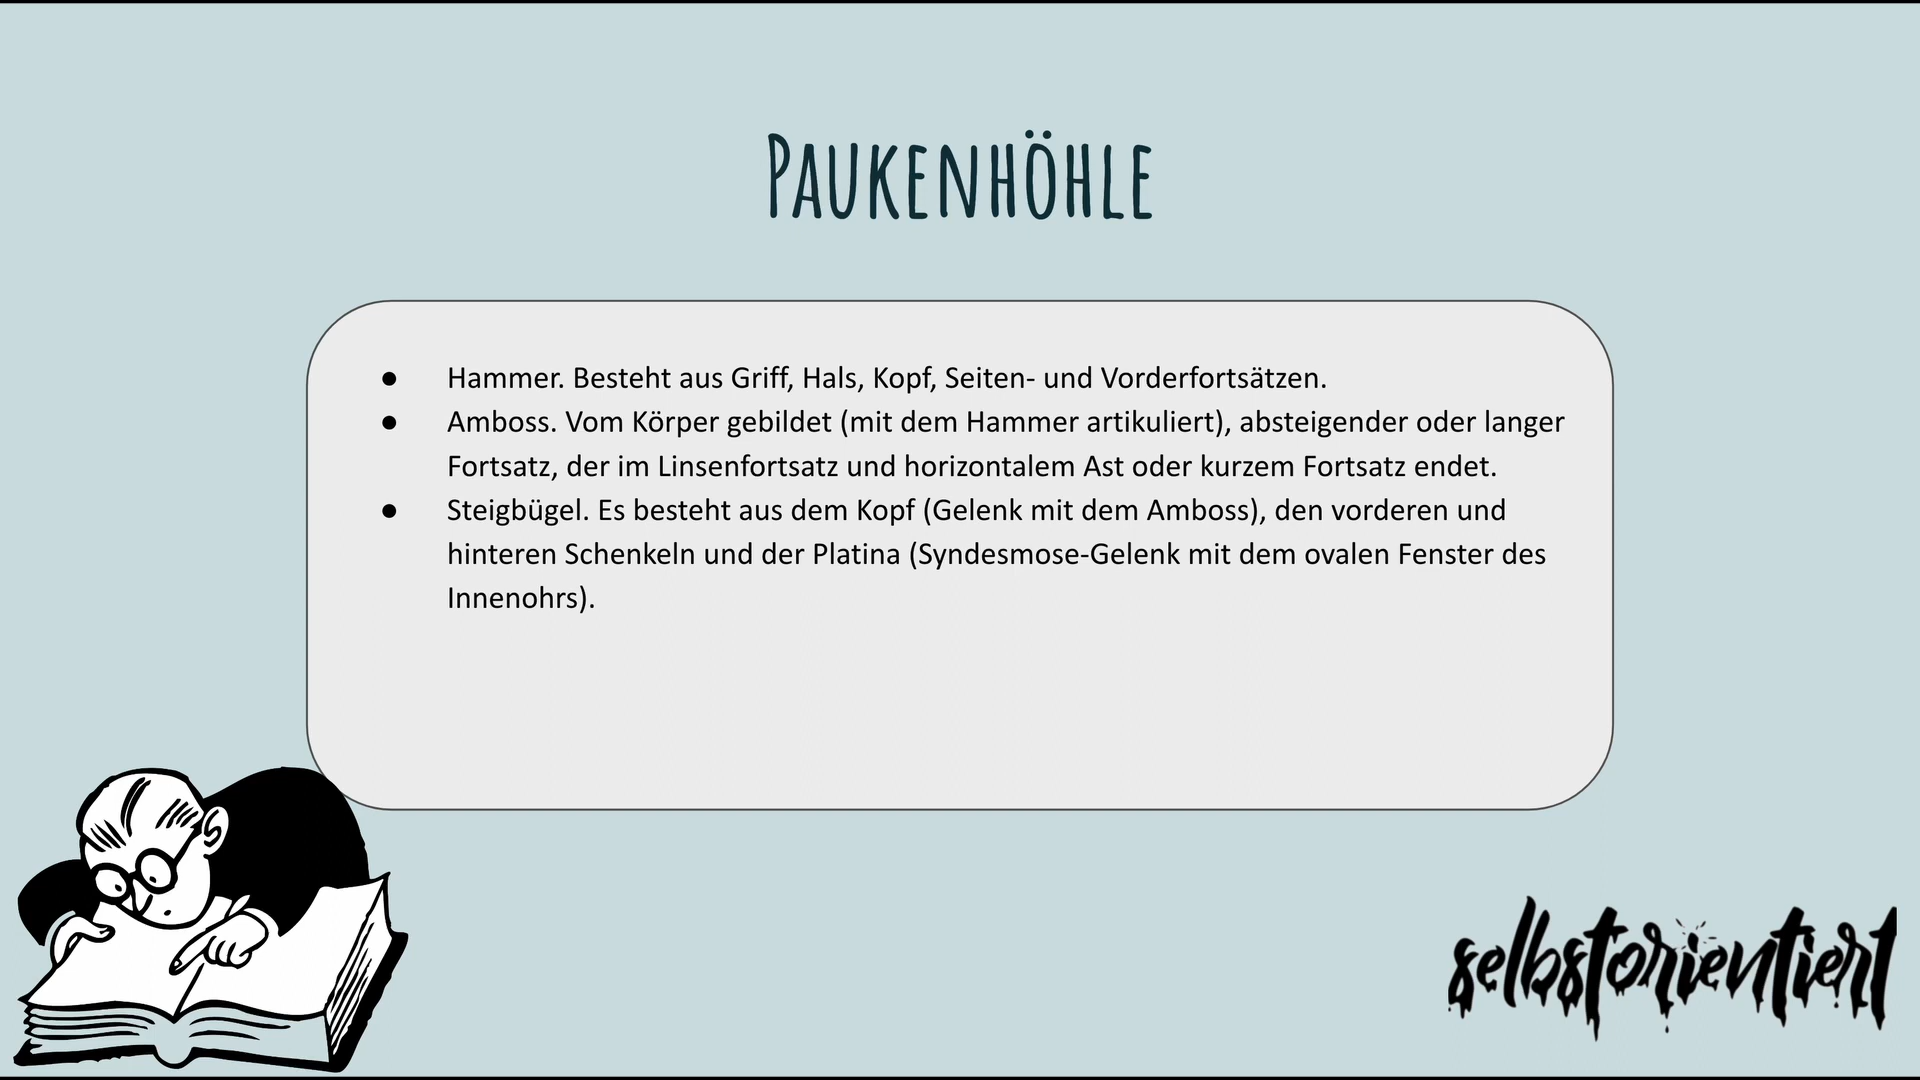 PAUKENHÖHLE
● Hammer. Besteht aus Griff, Hals, Kopf, Seiten- und Vorderfortsätzen.
● Amboss. Vom Körper gebildet (mit dem Hammer artikuliert), absteigender oder langer
Fortsatz, der im Linsenfortsatz und horizontalem Ast oder kurzem Fortsatz endet.
● Steigbügel. Es besteht aus dem Kopf (Gelenk mit dem Amboss), den vorderen und
hinteren Schenkeln und der Platina (Syndesmose-Gelenk mit dem ovalen Fenster des
Innenohrs).
selbstorientiert